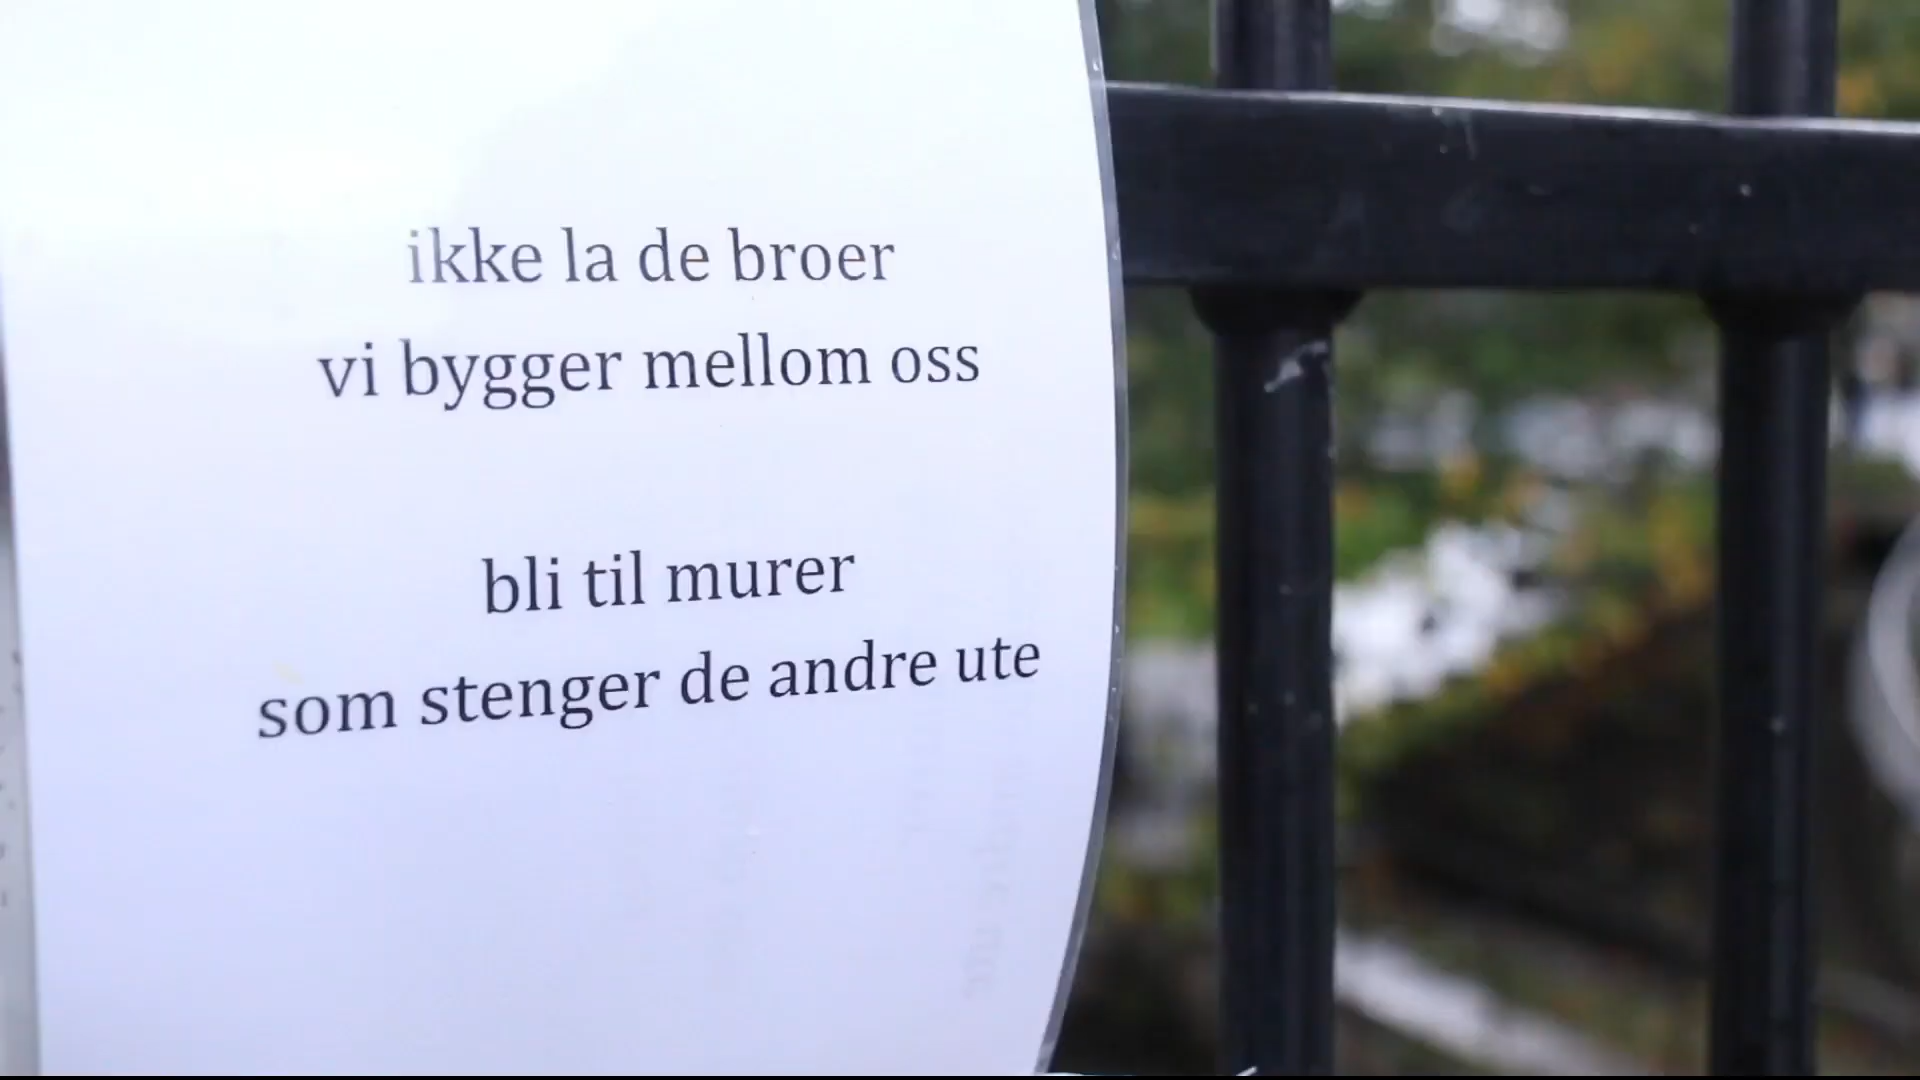 ikke la de broer
vi bygger mellom oss
bli til murer
som stenger de andre ute